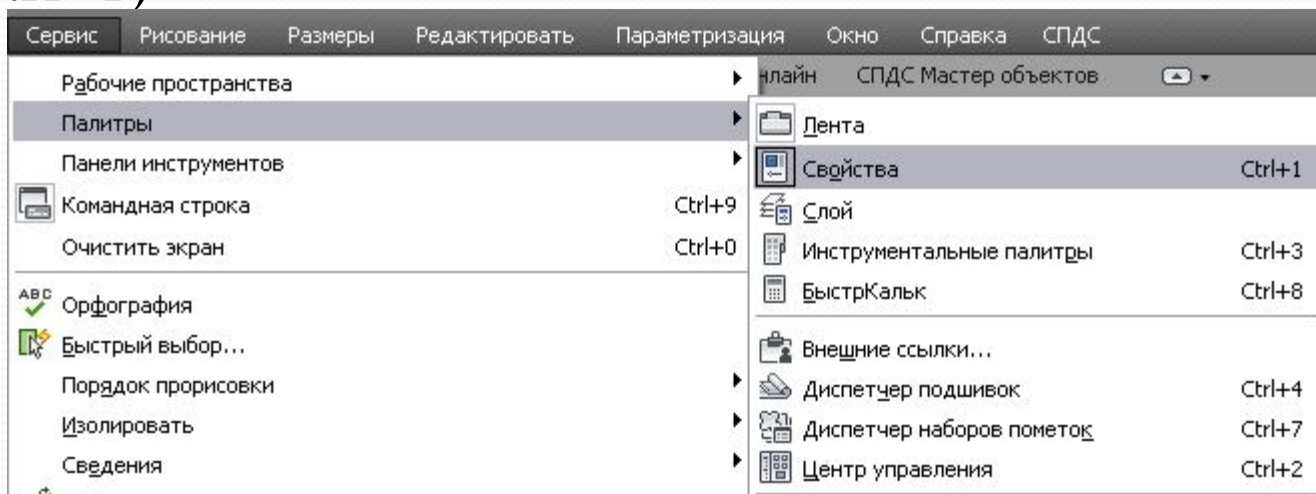 Сервис Рисование Размеры Редактировать Параметризация Окно Справка СПДС
нлайн СПДС Мастер объектов
Рабочие пространства
Палитры
Панели инструментов
Командная строка Ctrl+9
Очистить экран Ctrl+0
ABC Орфография
Быстрый выбор...
Порядок прорисовки
Изолировать
Сведения
Лента
Свойства Ctrl+1
Слой
Инструментальные палитры Ctrl+3
БыстрКальк Ctrl+8
Внешние ссылки...
Диспетчер подшивок Ctrl+4
Диспетчер наборов пометок Ctrl+7
Центр управления Ctrl+2